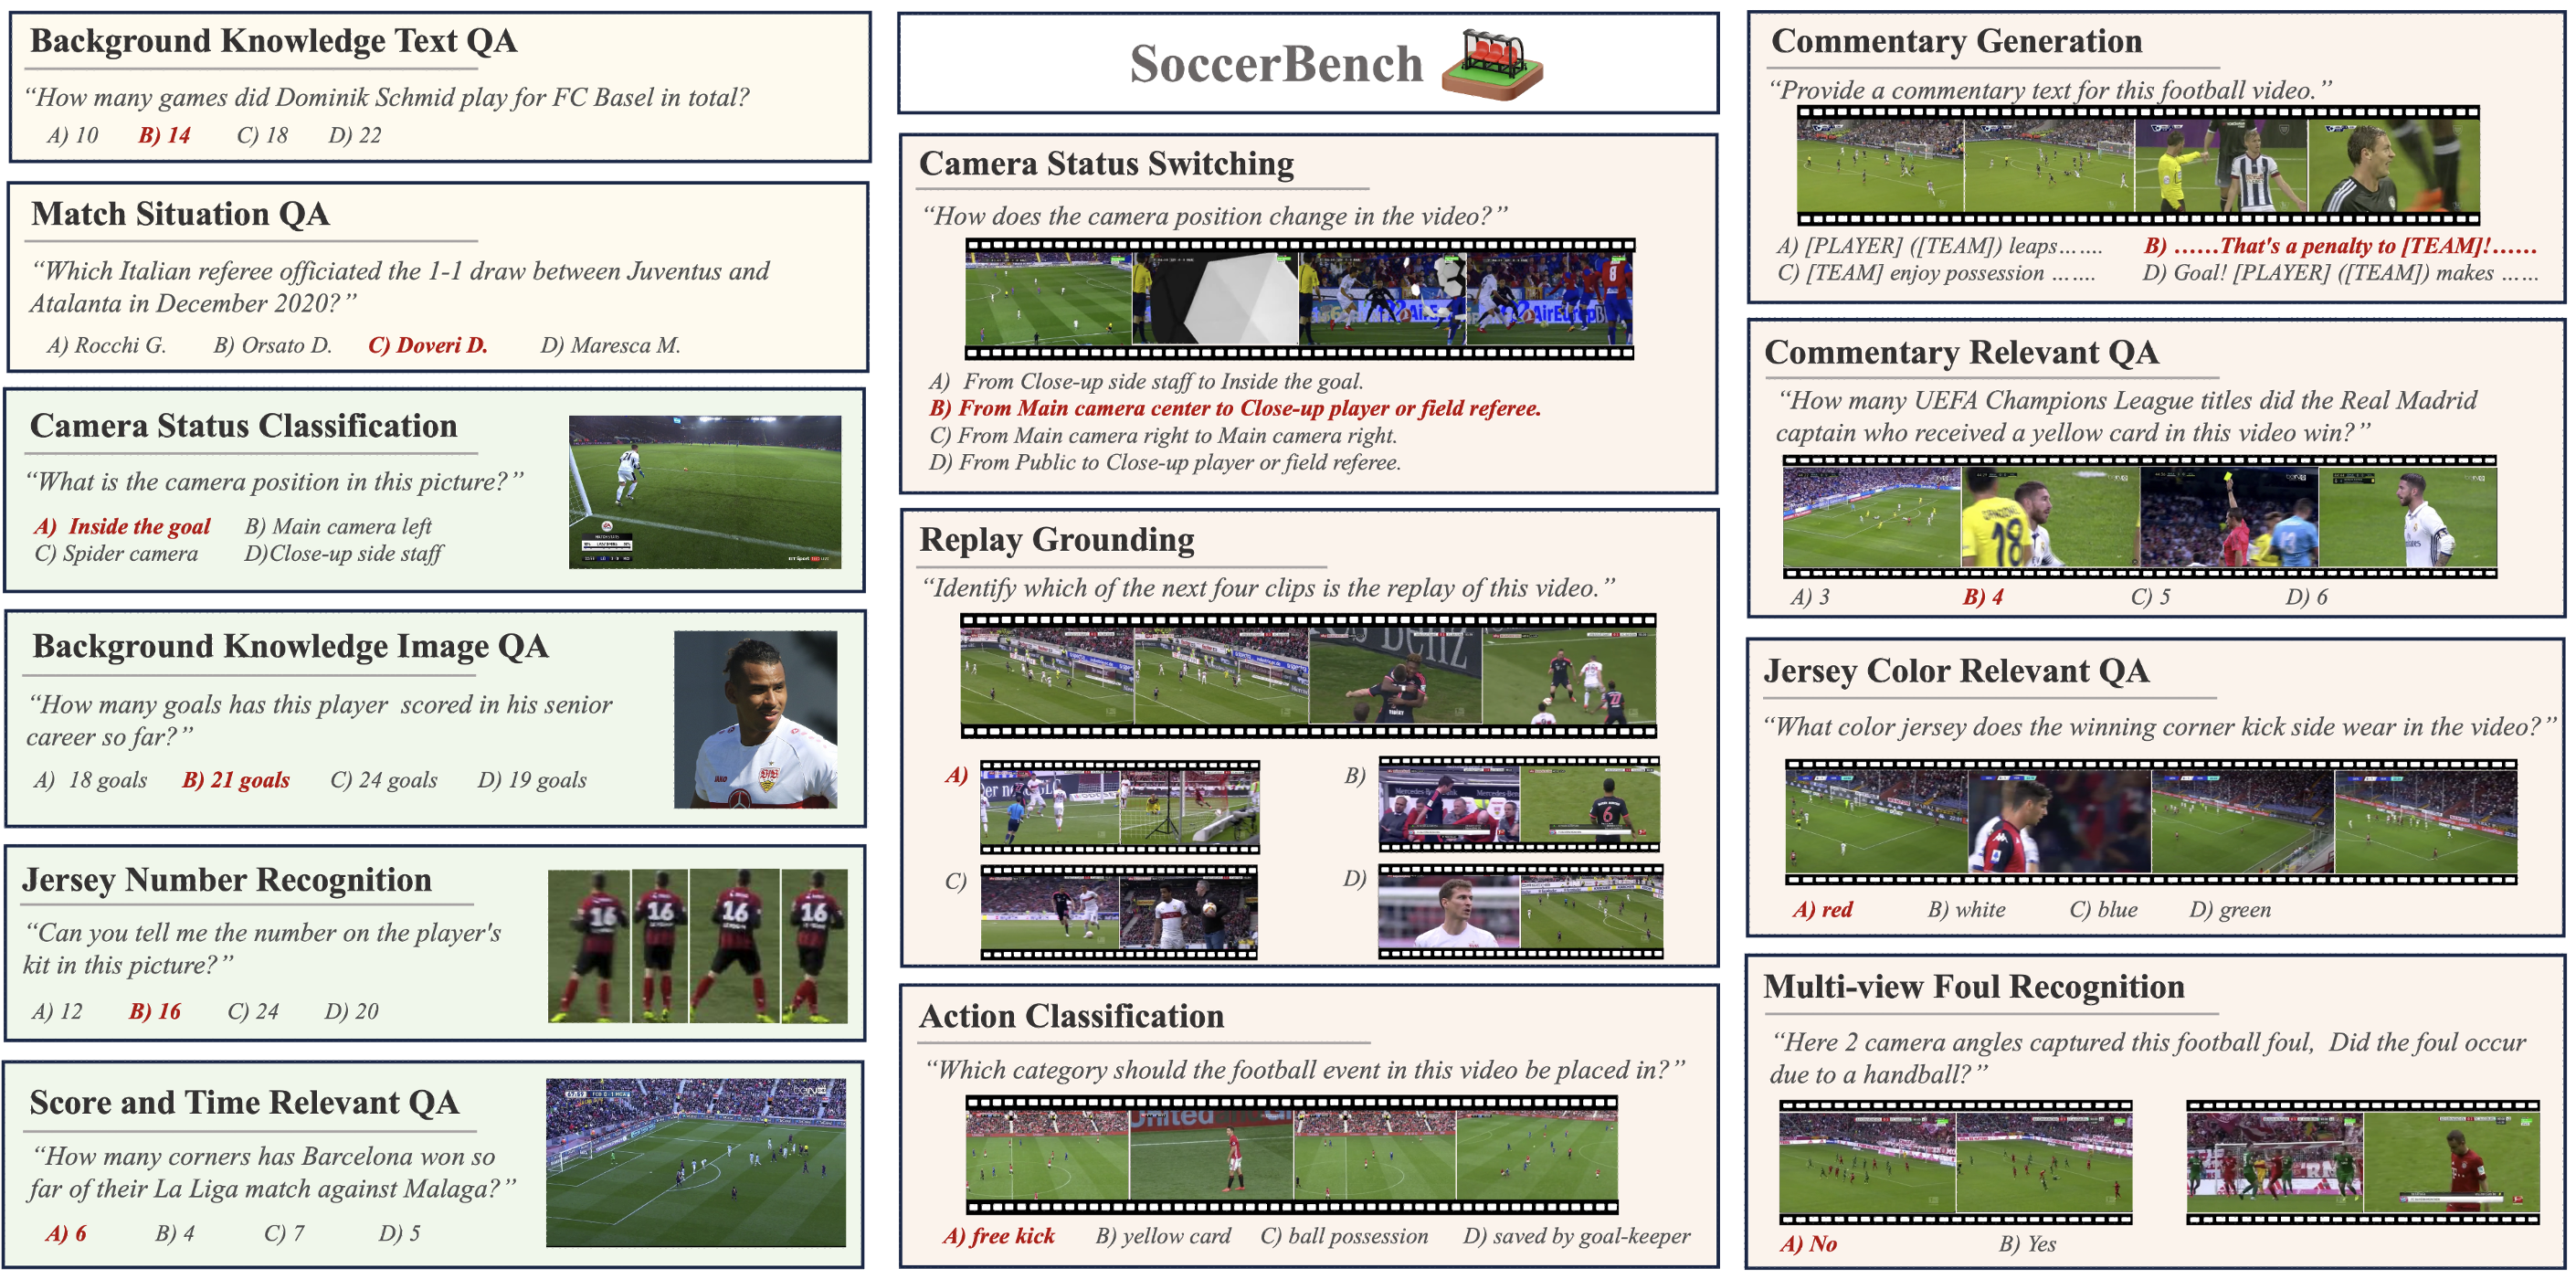 Background Knowledge Text QA
“How many games did Dominik Schmid play for FC Basel in total?
A) 10 B) 14 C) 18 D) 22
Match Situation QA
“Which Italian referee officiated the 1-1 draw between Juventus and
Atalanta in December 2020?”
A) Rocchi G. B) Orsato D. C) Doveri D. D) Maresca M.
Camera Status Classification
“What is the camera position in this picture?”
A) Inside the goal B) Main camera left
C) Spider camera D)Close-up side staff
Background Knowledge Image QA
“How many goals has this player scored in his senior
career so far?”
A) 18 goals B) 21 goals C) 24 goals D) 19 goals
Jersey Number Recognition
“Can you tell me the number on the player's
kit in this picture?”
A) 12 B) 16 C) 24 D) 20
16 16 16 16
Score and Time Relevant QA
“How many corners has Barcelona won so
far of their La Liga match against Malaga?”
A) 6 B) 4 C) 7 D) 5
SoccerBench
Camera Status Switching
“How does the camera position change in the video?”
8
AirEurop
A) From Close-up side staff to Inside the goal.
B) From Main camera center to Close-up player or field referee.
C) From Main camera right to Main camera right.
D) From Public to Close-up player or field referee.
Replay Grounding
“Identify which of the next four clips is the replay of this video.”
A)
B)
6
C)
D)
Action Classification
“Which category should the football event in this video be placed in?”
United
A) free kick B) yellow card C) ball possession D) saved by goal-keeper
Commentary Generation
“Provide a commentary text for this football video.”
A) [PLAYER] ([TEAM]) leaps……. B) ……That's a penalty to [TEAM]!……
C) [TEAM] enjoy possession ……. D) Goal! [PLAYER] ([TEAM]) makes ……
Commentary Relevant QA
“How many UEFA Champions League titles did the Real Madrid
captain who received a yellow card in this video win?”
18
A) 3 B) 4 C) 5 D) 6
Jersey Color Relevant QA
“What color jersey does the winning corner kick side wear in the video?”
A) red B) white C) blue D) green
Multi-view Foul Recognition
“Here 2 camera angles captured this football foul, Did the foul occur
due to a handball?”
A) No B) Yes